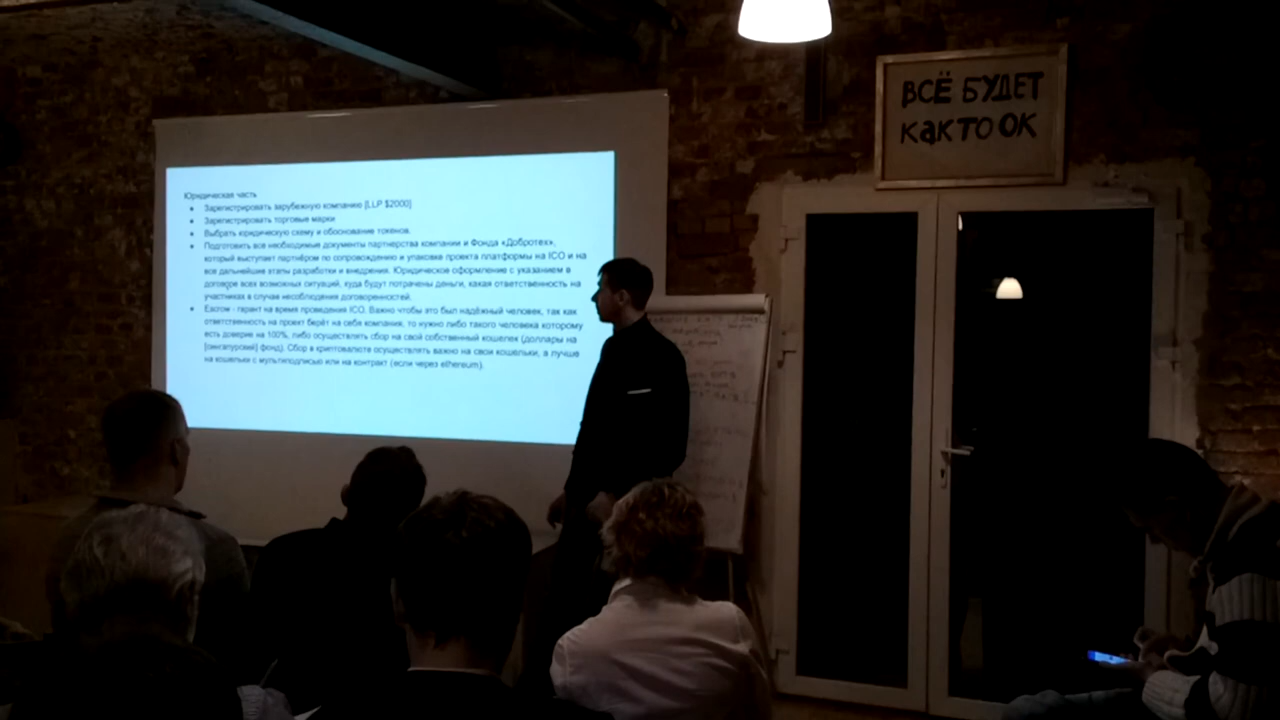 Юридическая часть
Зарегистрировать зарубежную компанию [LLP $2000]
Зарегистрировать торговые марки
Выбрать юридическую схему и обоснование токенов.
Подготовить все необходимые документы партнерства компании и Фонда «Добротех»,
который выступает партнёром по сопровождению и упаковке проекта платформы на ICO и на
все дальнейшие этапы разработки и внедрения. Юридическое оформление с указанием в
договоре всех возможных ситуаций, куда будут потрачены деньги, какая ответственность на
участниках в случае несоблюдения договоренностей.
гарант на время проведения ICO. Важно чтобы это был надёжный человек, так как
ответственность на проект берёт на себя компания, то нужно либо такого человека которому
есть доверие на 100%, либо осуществлять сбор на свой собственный кошелек (доллары на
[сингапурский] фонд). Сбор в криптовалюте осуществлять важно на свои кошельки, а лучше
на кошельки с мультиподписью или на контракт (если через ethereum).
ВСЁ БУДЕТ
КАК ТО ОК